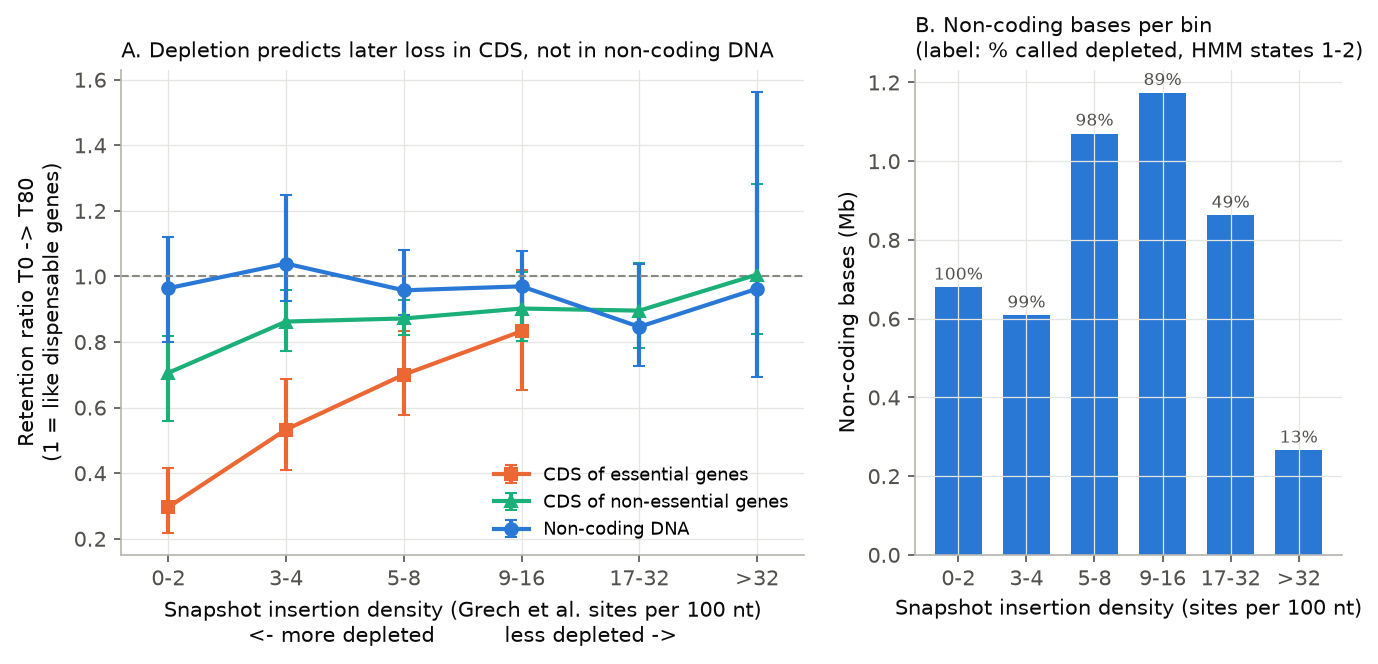 A. Depletion predicts later loss in CDS, not in non-coding DNA
Retention ratio T0 -> T80
(1 = like dispensable genes)
1.6
1.4
1.2
1.0
0.8
0.6
0.4
0.2
CDS of essential genes
CDS of non-essential genes
Non-coding DNA
0-2
3-4
5-8
9-16
17-32
>32
Snapshot insertion density (Grech et al. sites per 100 nt)
<- more depleted less depleted ->
B. Non-coding bases per bin
(label: % called depleted, HMM states 1-2)
Non-coding bases (Mb)
1.2
1.0
0.8
0.6
0.4
0.2
0.0
100%
99%
98%
89%
49%
13%
0-2
3-4
5-8
9-16
17-32
>32
Snapshot insertion density (sites per 100 nt)